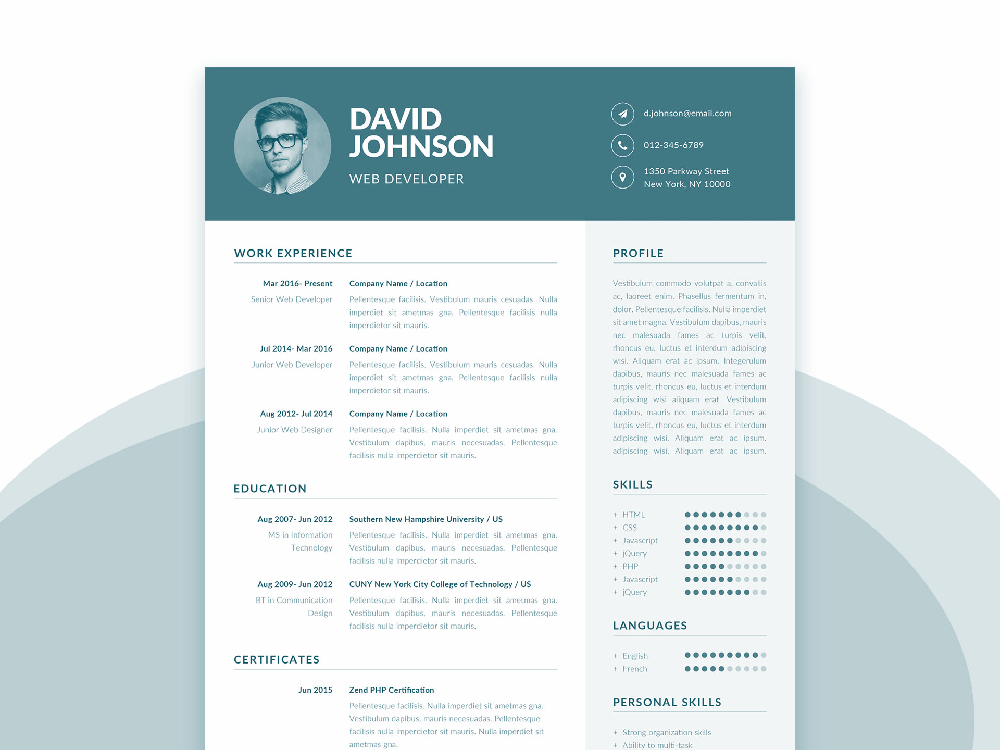 DAVID
JOHNSON
WEB DEVELOPER
d.johnson@email.com
012-345-6789
1350 Parkway Street
New York, NY 10000
WORK EXPERIENCE
Mar 2016- Present
Senior Web Developer
Company Name / Location
Pellentesque facilisis. Vestibulum mauris cesuadas. Nulla
imperdiet sit ametmas gna. Pellentesque facilisis nulla
imperdietor sit mauris.
Jul 2014- Mar 2016
Junior Web Developer
Company Name / Location
Pellentesque facilisis. Vestibulum mauris cesuadas. Nulla
imperdiet sit ametmas gna. Pellentesque facilisis nulla
imperdietor sit mauris.
Aug 2012- Jul 2014
Junior Web Designer
Company Name / Location
Pellentesque facilisis. Nulla imperdiet sit ametmas gna.
Vestibulum dapibus, mauris necesuadas. Pellentesque
facilisis nulla imperdietor sit mauris.
EDUCATION
Aug 2007- Jun 2012
MS in Information
Technology
Southern New Hampshire University / US
Pellentesque facilisis. Nulla imperdiet sit ametmas gna.
Vestibulum dapibus, mauris necesuadas. Pellentesque
facilisis nulla imperdietor sit mauris.
Aug 2009- Jun 2012
BT in Communication
Design
CUNY New York City College of Technology / US
Pellentesque facilisis. Nulla imperdiet sit ametmas gna.
Vestibulum dapibus, mauris necesuadas. Pellentesque
facilisis nulla imperdietor sit mauris.
CERTIFICATES
Jun 2015
Zend PHP Certification
Pellentesque facilisis. Nulla imperdiet sit ametmas gna.
Vestibulum dapibus, mauris necesuadas. Pellentesque
facilisis nulla imperdietor sit mauris. Nulla imperdiet sit
ametmas gna.
PROFILE
Vestibulum commodo volutpat a, convallis
ac, laoreet enim. Phasellus fermentum in,
dolor. Pellentesque facilisis. Nulla imperdiet
sit amet magna. Vestibulum dapibus, mauris
nec malesuada fames ac turpis velit,
rhoncus eu, luctus et interdum adipiscing
wisi. Aliquam erat ac ipsum. Integerulum
dapibus, mauris nec malesuada fames ac
turpis velit, rhoncus eu, luctus et interdum
adipiscing wisi aliquam erat. Vestibulum
dapibus, mauris nec malesuada fames ac
turpis velit, rhoncus eu, luctus et interdum
adipiscing wisi. Aliquam erat ac ipsum.
adipiscing wisi. Aliquam erat ac ipsum.
SKILLS
+ HTML
+ CSS
+ Javascript
+ jQuery
+ PHP
+ Javascript
+ jQuery
LANGUAGES
+ English
+ French
PERSONAL SKILLS
+ Strong organization skills
+ Ability to multi-task